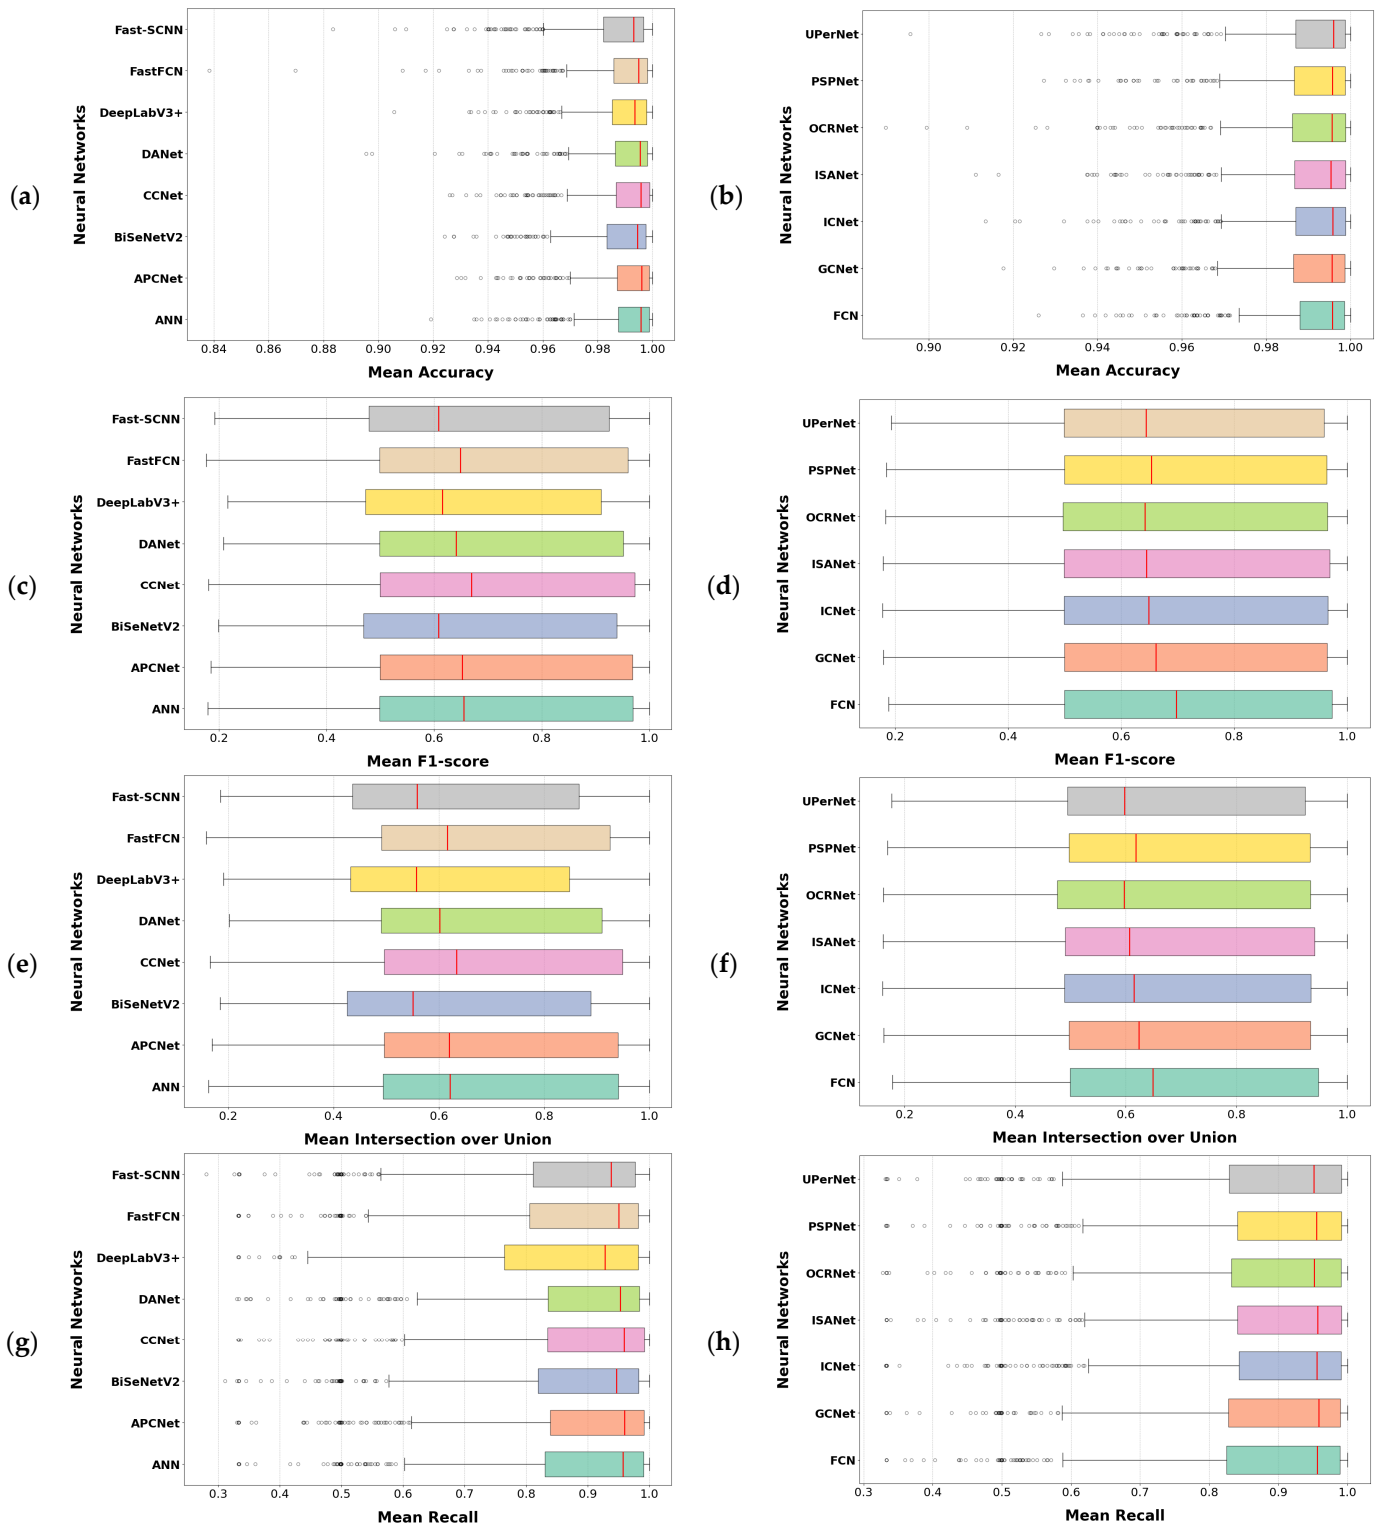 (a)
Neural Networks
Fast-SCNN
FastFCN
DeepLabV3+
DANet
CCNet
BiSeNetV2
APCNet
ANN
0.84 0.86 0.88 0.90 0.92 0.94 0.96 0.98 1.00
Mean Accuracy
(b)
Neural Networks
UPerNet
PSPNet
OCRNet
ISANet
ICNet
GCNet
FCN
0.90 0.92 0.94 0.96 0.98 1.00
Mean Accuracy
(c)
Neural Networks
Fast-SCNN
FastFCN
DeepLabV3+
DANet
CCNet
BiSeNetV2
APCNet
ANN
0.2 0.4 0.6 0.8 1.0
Mean F1-score
(d)
Neural Networks
UPerNet
PSPNet
OCRNet
ISANet
ICNet
GCNet
FCN
0.2 0.4 0.6 0.8 1.0
Mean F1-score
(e)
Neural Networks
Fast-SCNN
FastFCN
DeepLabV3+
DANet
CCNet
BiSeNetV2
APCNet
ANN
0.2 0.4 0.6 0.8 1.0
Mean Intersection over Union
(f)
Neural Networks
UPerNet
PSPNet
OCRNet
ISANet
ICNet
GCNet
FCN
0.2 0.4 0.6 0.8 1.0
Mean Intersection over Union
(g)
Neural Networks
Fast-SCNN
FastFCN
DeepLabV3+
DANet
CCNet
BiSeNetV2
APCNet
ANN
0.3 0.4 0.5 0.6 0.7 0.8 0.9 1.0
Mean Recall
(h)
Neural Networks
UPerNet
PSPNet
OCRNet
ISANet
ICNet
GCNet
FCN
0.3 0.4 0.5 0.6 0.7 0.8 0.9 1.0
Mean Recall